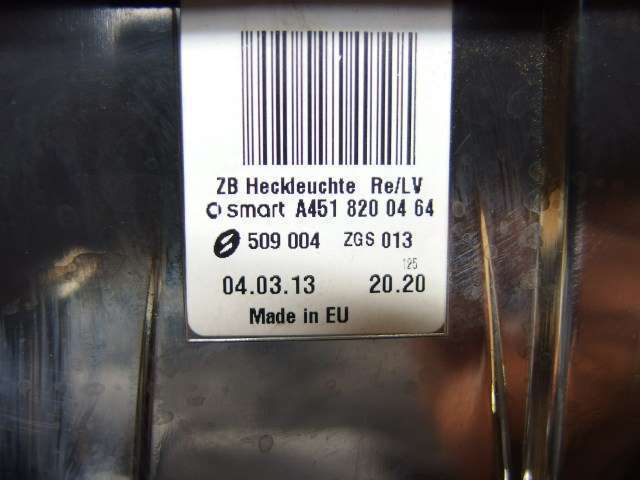 ZB Heckleuchte Re/LV
smart A451 820 04 64
509 004 ZGS 013
125
04.03.13 20.20
Made in EU